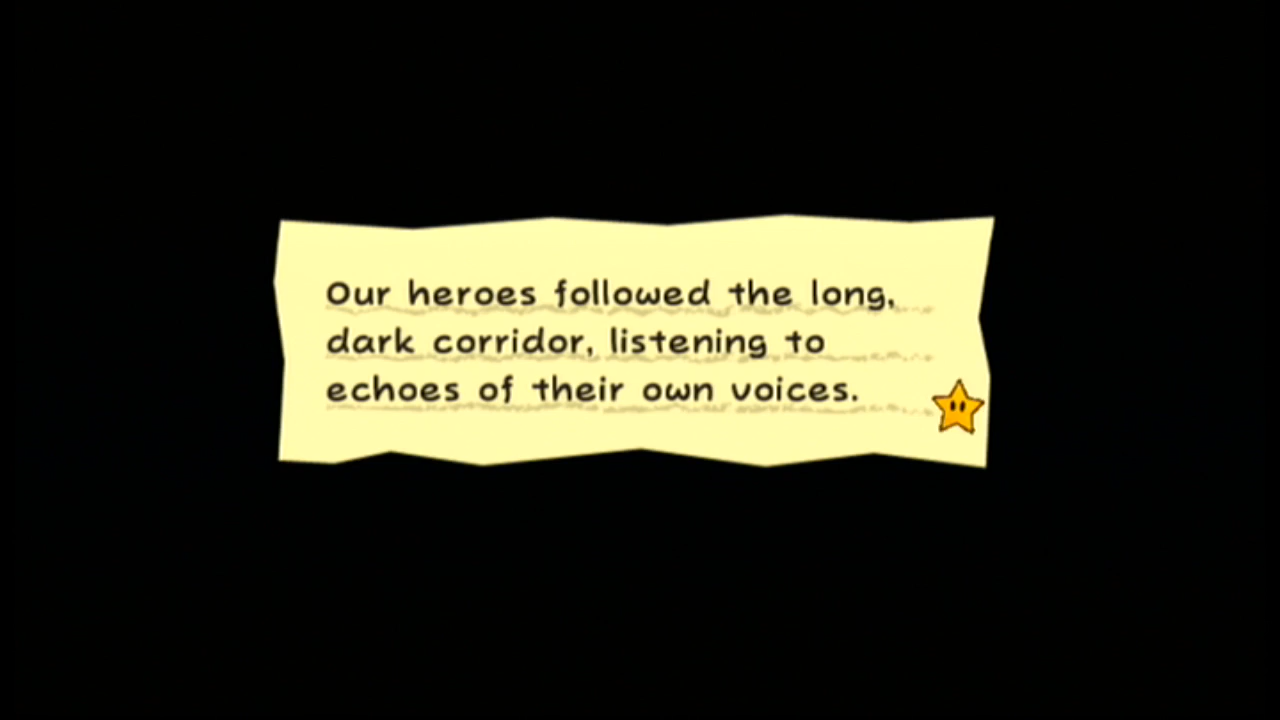 Our heroes followed the long,
dark corridor, listening to
echoes of their own voices.